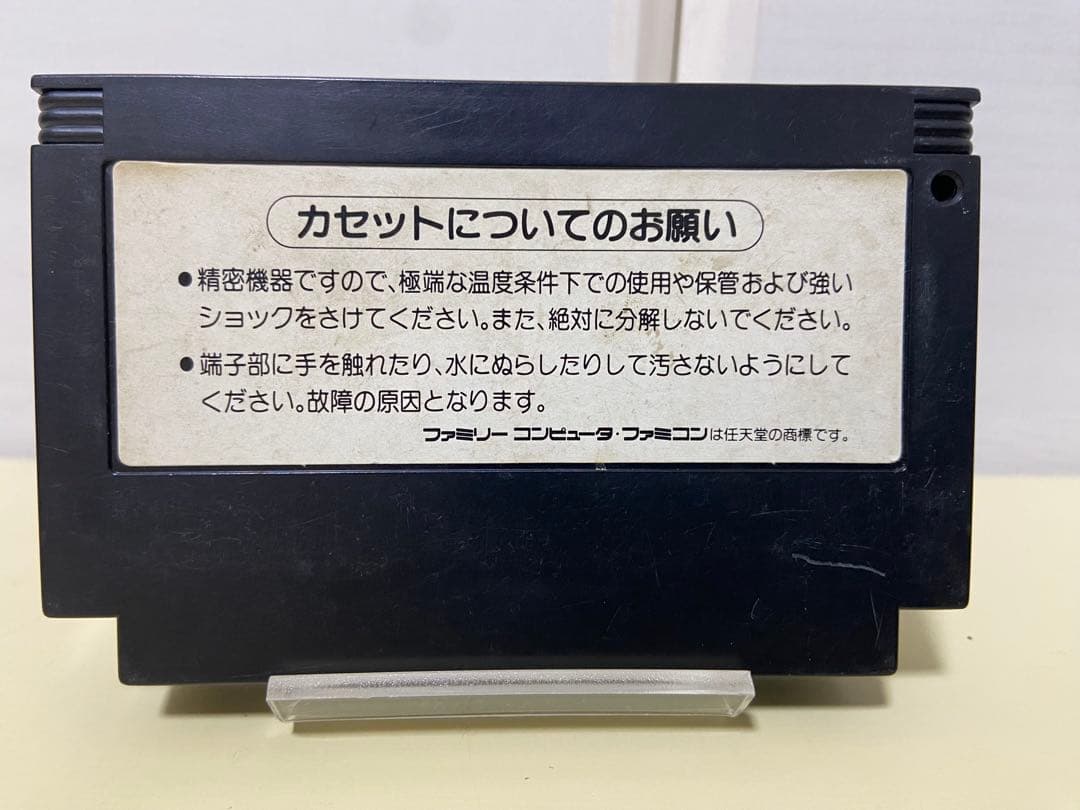 カセットについてのお願い
●精密機器ですので、極端な温度条件下での使用や保管および強い
ショックをさけてください。また、絶対に分解しないでください。
●端子部に手を触れたり、水にぬらしたりして汚さないようにして
ください。故障の原因となります。
ファミリー コンピュータ・ファミコンは任天堂の商標です。